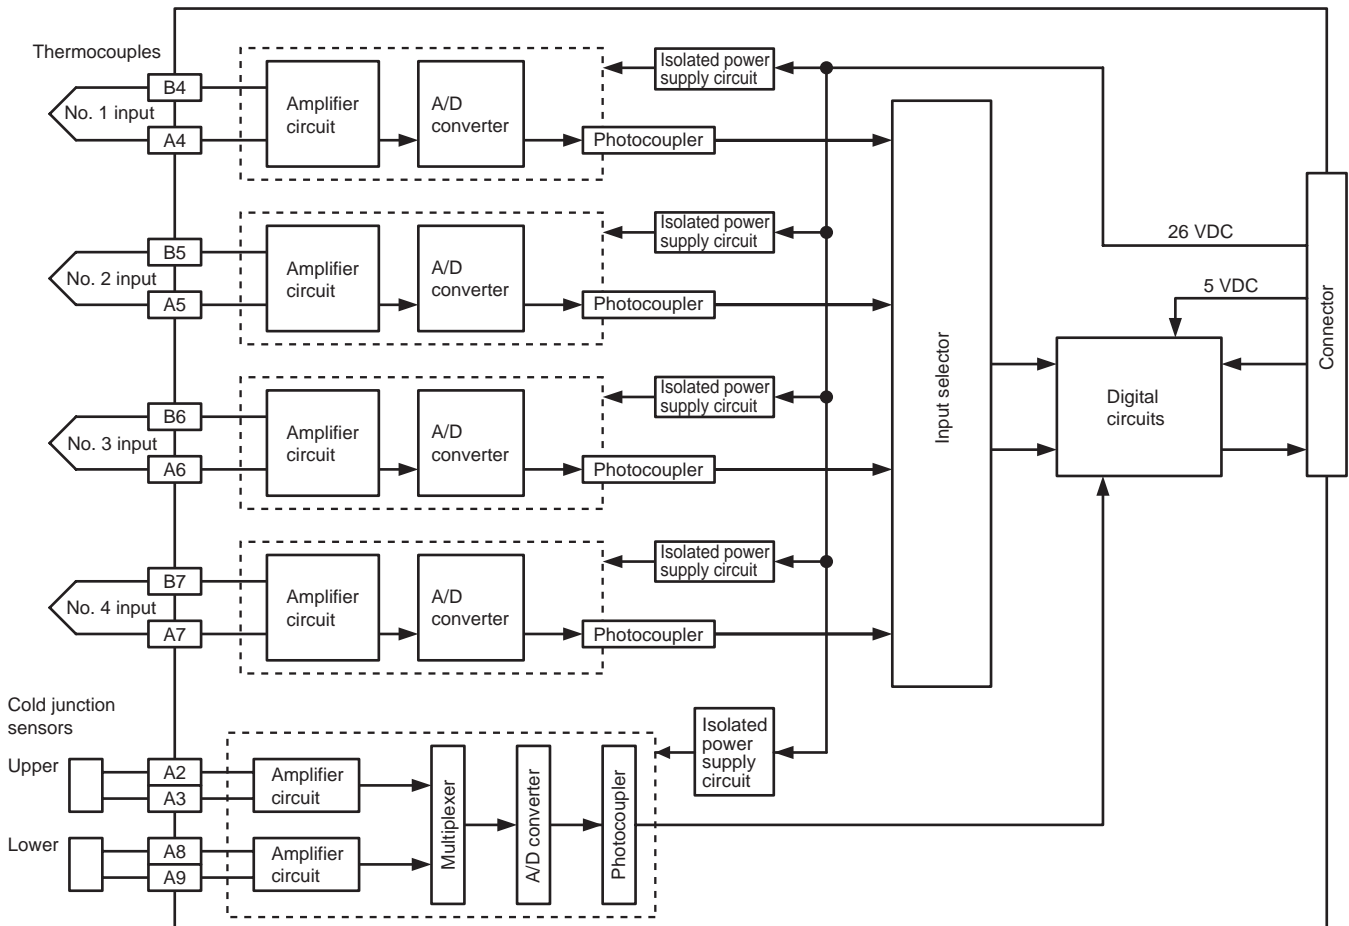 Thermocouples
B4
No. 1 input
A4
Amplifier
circuit
A/D
converter
Isolated power
supply circuit
Photocoupler
B5
No. 2 input
A5
Amplifier
circuit
A/D
converter
Isolated power
supply circuit
Photocoupler
B6
No. 3 input
A6
Amplifier
circuit
A/D
converter
Isolated power
supply circuit
Photocoupler
B7
No. 4 input
A7
Amplifier
circuit
A/D
converter
Isolated power
supply circuit
Photocoupler
Input selector
26 VDC
5 VDC
Digital
circuits
Connector
Cold junction
sensors
Upper
A2
A3
Amplifier
circuit
Lower
A8
A9
Amplifier
circuit
Multiplexer
A/D converter
Photocoupler
Isolated
power
supply
circuit